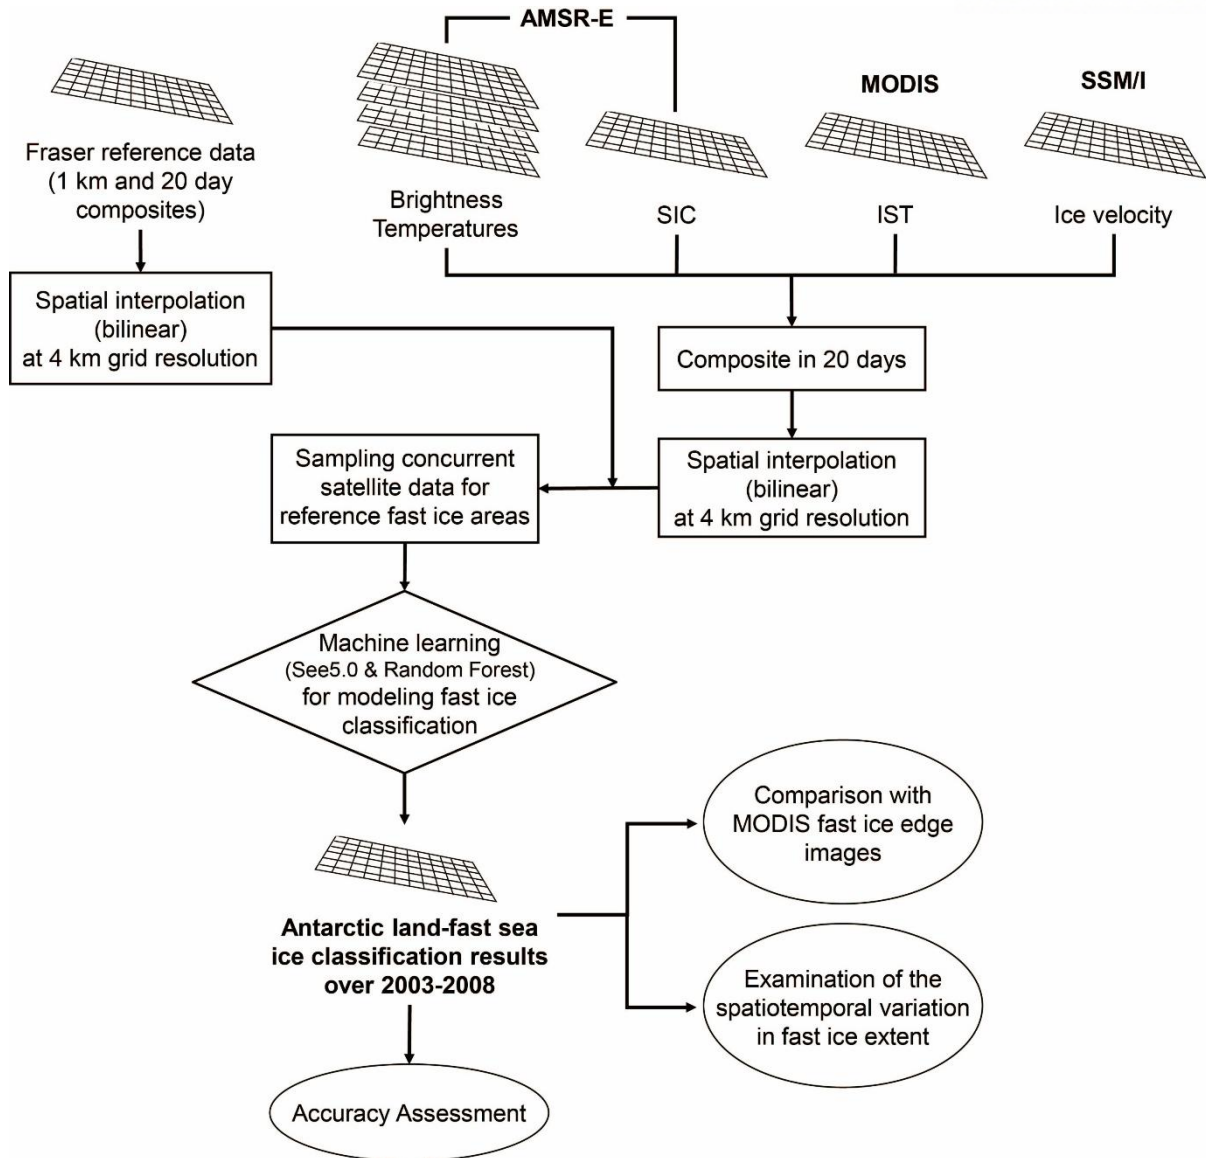 AMSR-E
MODIS
SSM/I
Fraser reference data
(1 km and 20 day
composites)
Brightness
Temperatures
SIC
IST
Ice velocity
Spatial interpolation
(bilinear)
at 4 km grid resolution
Composite in 20 days
Sampling concurrent
satellite data for
reference fast ice areas
Spatial interpolation
(bilinear)
at 4 km grid resolution
Machine learning
(See5.0 & Random Forest)
for modeling fast ice
classification
Comparison with
MODIS fast ice edge
images
Antarctic land-fast sea
ice classification results
over 2003-2008
Examination of the
spatiotemporal variation
in fast ice extent
Accuracy Assessment